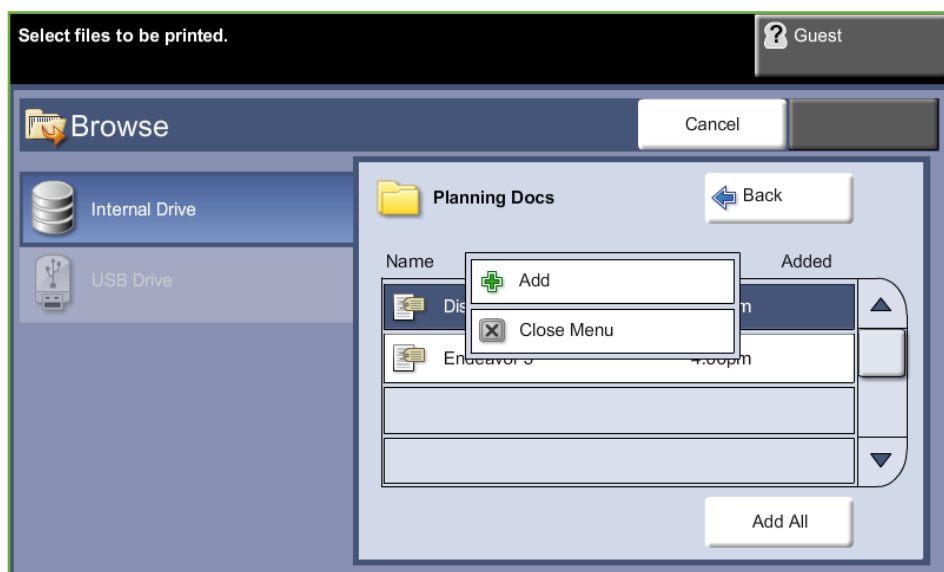 Select files to be printed.
Guest
Browse
Cancel
Internal Drive
USB Drive
Planning Docs
Back
Name
Added
Add
Close Menu
Add All